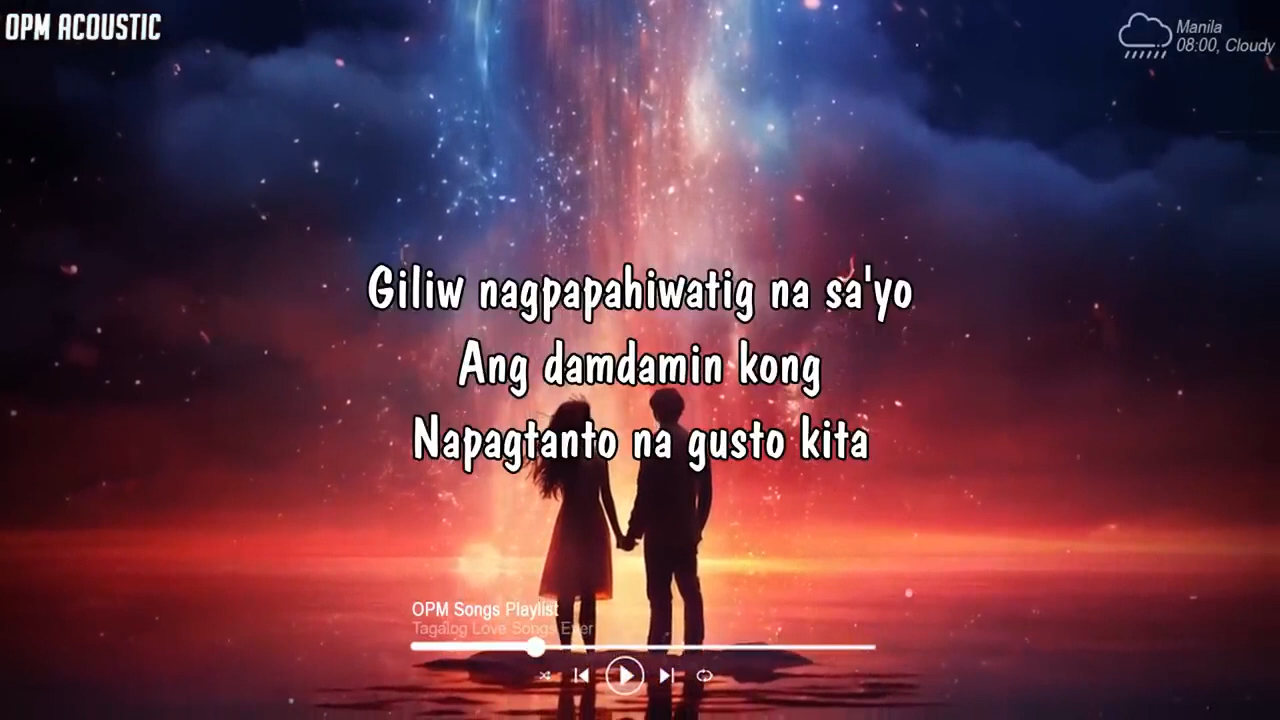 OPM ACOUSTIC
Manila
08:00, Cloudy
Giliw nagpapahiwatig na sa'yo
Ang damdamin kong
Napagtanto na gusto kita
OPM Songs Playlist
Tagalog Love Songs Ever